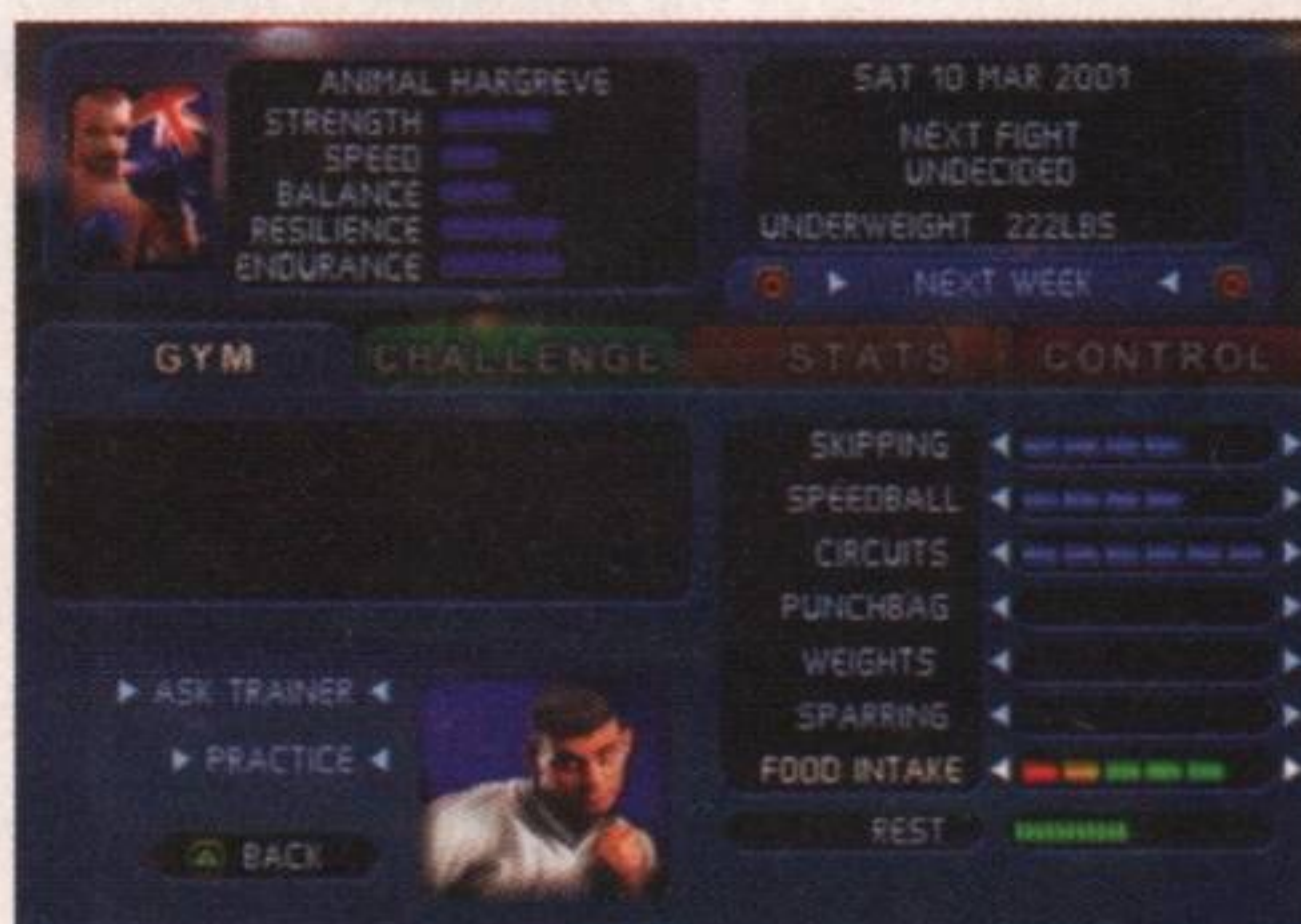 ANIMAL HARGREVE
STRENGTH
SPEED
BALANCE
RESILIENCE
ENDURANCE
SAT 10 MAR 2001
NEXT FIGHT
UNDECIDED
UNDERWEIGHT 222LBS
NEXT WEEK
GYM CHALLENGE STATS CONTROL
SKIPPING
SPEEDBALL
CIRCUITS
PUNCHBAG
WEIGHTS
SPARRING
FOOD INTAKE
REST
ASK TRAINER
PRACTICE
BACK